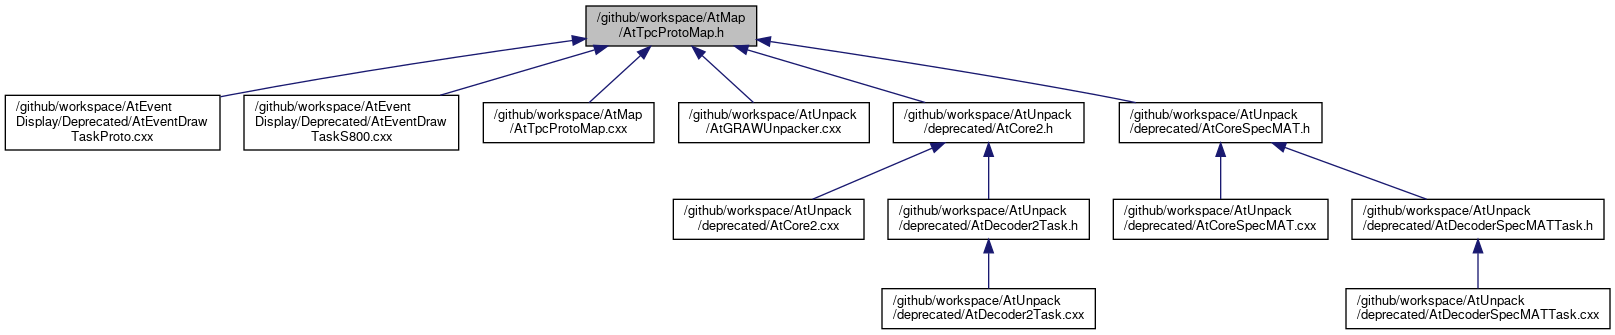 /github/workspace/AtMap
/AtTpcProtoMap.h
/github/workspace/AtEvent
Display/Deprecated/AtEventDraw
TaskProto.cxx
/github/workspace/AtEvent
Display/Deprecated/AtEventDraw
TaskS800.cxx
/github/workspace/AtMap
/AtTpcProtoMap.cxx
/github/workspace/AtUnpack
/AtGRAWUnpacker.cxx
/github/workspace/AtUnpack
/deprecated/AtCore2.h
/github/workspace/AtUnpack
/deprecated/AtCoreSpecMAT.h
/github/workspace/AtUnpack
/deprecated/AtCore2.cxx
/github/workspace/AtUnpack
/deprecated/AtDecoder2Task.h
/github/workspace/AtUnpack
/deprecated/AtCoreSpecMAT.cxx
/github/workspace/AtUnpack
/deprecated/AtDecoderSpecMATTask.h
/github/workspace/AtUnpack
/deprecated/AtDecoder2Task.cxx
/github/workspace/AtUnpack
/deprecated/AtDecoderSpecMATTask.cxx